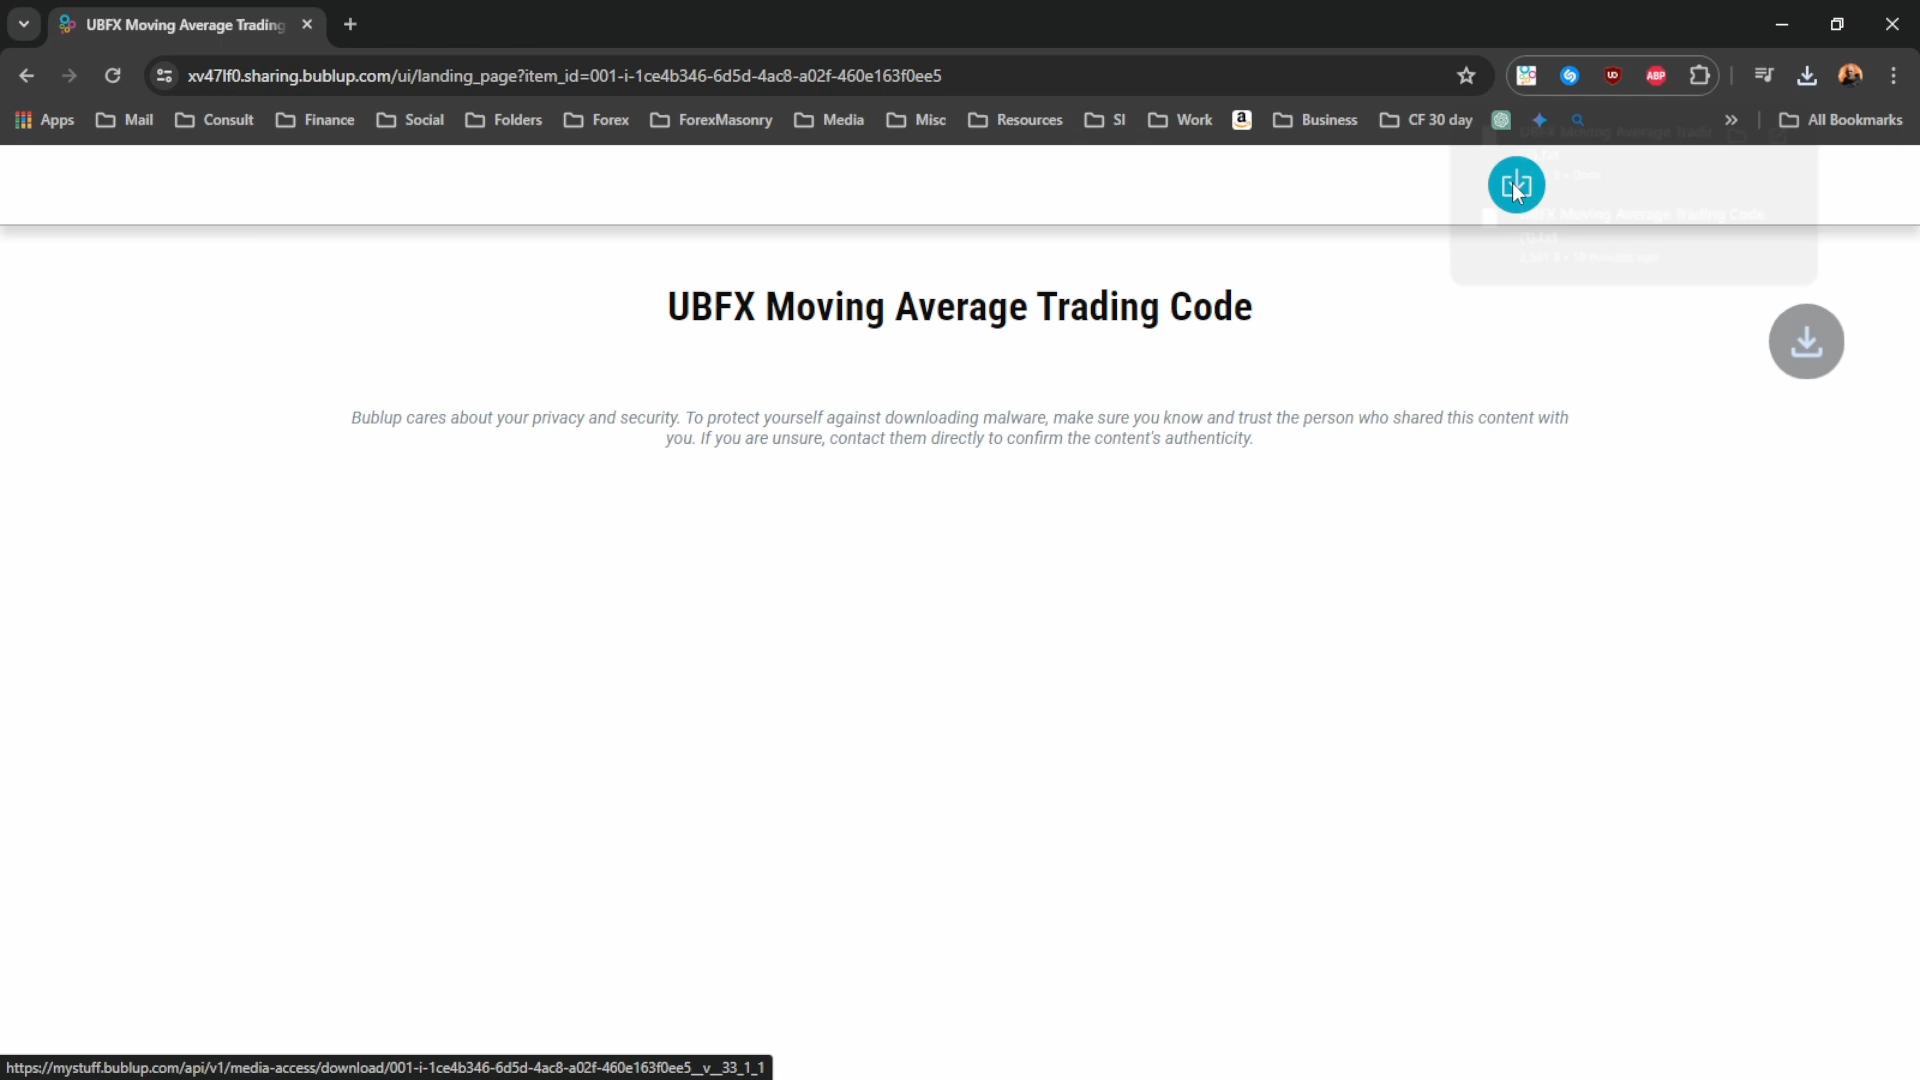 UBFX Moving Average Trading
xv47lf0.sharing.bublup.com/ui/landing_page?item_id=001-i-1ce4b346-6d5d-4ac8-a02f-460e163f0ee5
UD
ABP
Apps
Mail
Consult
Finance
Social
Folders
Forex
ForexMasonry
Media
Misc
Resources
SI
Work
a
Business
CF 30 day
All Bookmarks
UBFX Moving Average Trading Code
Bublup cares about your privacy and security. To protect yourself against downloading malware, make sure you know and trust the person who shared this content with
you. If you are unsure, contact them directly to confirm the content's authenticity.
https://mystuff.bublup.com/api/v1/media-access/download/001-i-1ce4b346-6d5d-4ac8-a02f-460e163f0ee5__v__33_1_1